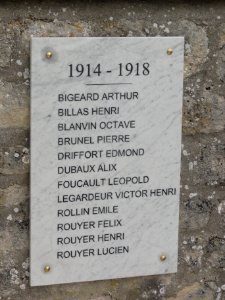 1914 - 1918
BIGEARD ARTHUR
BILLAS HENRI
BLANVIN OCTAVE
BRUNEL PIERRE
DRIFFORT EDMOND
DUBAUX ALIX
FOUCAULT LEOPOLD
LEGARDEUR VICTOR HENRI
ROLLIN EMILE
ROUYER FELIX
ROUYER HENRI
ROUYER LUCIEN